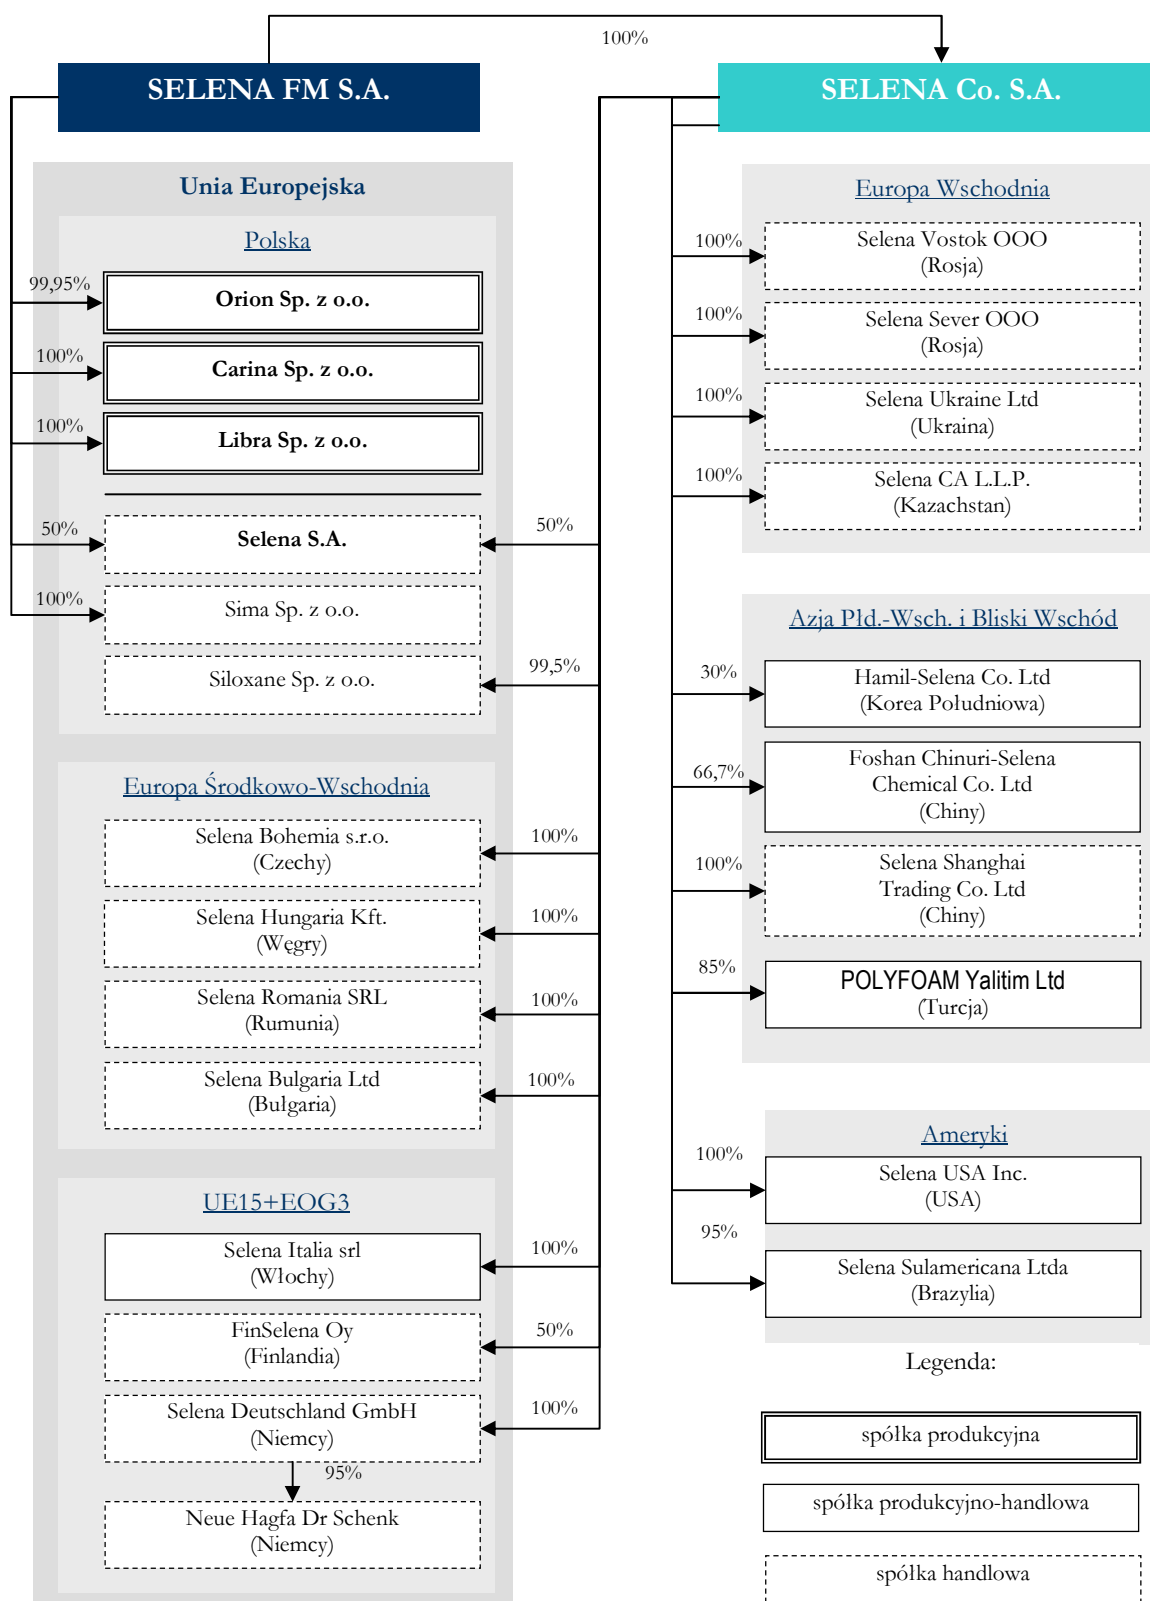 100%
SELENA FM S.A.
SELENA Co. S.A.
Unia Europejska
Polska
99,95%
Orion Sp. z o.o.
100%
Carina Sp. z o.o.
100%
Libra Sp. z o.o.
50%
Selena S.A.
50%
100%
Sima Sp. z o.o.
Siloxane Sp. z o.o.
99,5%
Europa Środkowo-Wschodnia
Selena Bohemia s.r.o.
(Czechy)
100%
Selena Hungaria Kft.
(Węgry)
100%
Selena Romania SRL
(Rumunia)
100%
Selena Bulgaria Ltd
(Bułgaria)
100%
UE15+EOG3
Selena Italia srl
(Włochy)
100%
FinSelena Oy
(Finlandia)
50%
Selena Deutschland GmbH
(Niemcy)
100%
95%
Neue Hagfa Dr Schenk
(Niemcy)
Europa Wschodnia
100%
Selena Vostok OOO
(Rosja)
100%
Selena Sever OOO
(Rosja)
100%
Selena Ukraine Ltd
(Ukraina)
100%
Selena CA L.L.P.
(Kazachstan)
Azja Płd.-Wsch. i Bliski Wschód
30%
Hamil-Selena Co. Ltd
(Korea Południowa)
66,7%
Foshan Chinuri-Selena
Chemical Co. Ltd
(Chiny)
100%
Selena Shanghai
Trading Co. Ltd
(Chiny)
85%
POLYFOAM Yalitim Ltd
(Turcja)
Ameryki
100%
Selena USA Inc.
(USA)
95%
Selena Sulamericana Ltda
(Brazylia)
Legenda:
spółka produkcyjna
spółka produkcyjno-handlowa
spółka handlowa